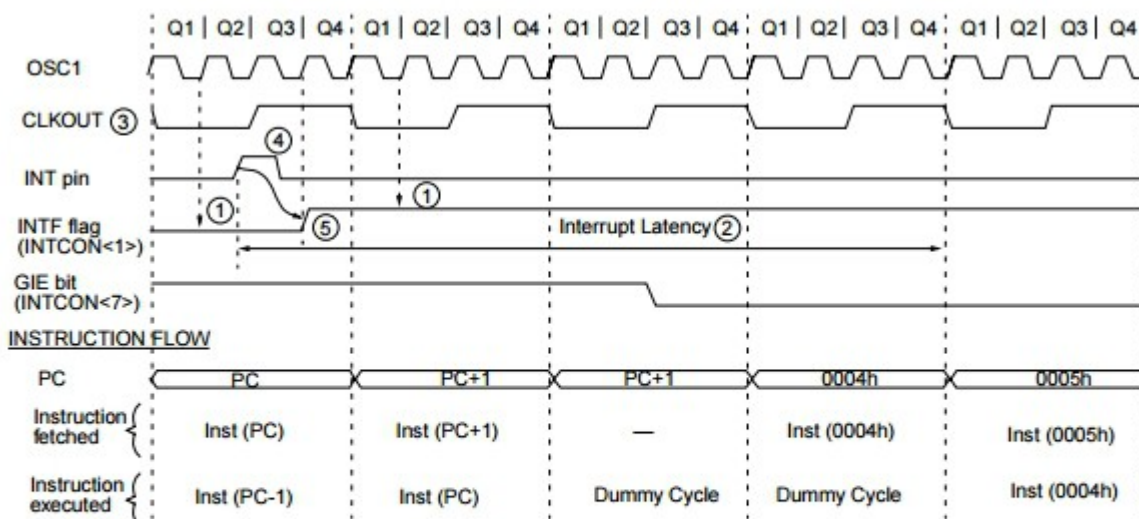 Q1 | Q2 | Q3 | Q4 Q1 | Q2 | Q3 | Q4 Q1 | Q2 | Q3 | Q4 Q1 | Q2 | Q3 | Q4 Q1 | Q2 | Q3 | Q4
OSC1
CLKOUT ③
④
INT pin
① ①
INTF flag ⑤ Interrupt Latency ②
(INTCON<1>)
GIE bit
(INTCON<7>)
INSTRUCTION FLOW
PC PC PC+1 PC+1 0004h 0005h
Instruction
fetched Inst (PC) Inst (PC+1) — Inst (0004h) Inst (0005h)
Instruction
executed Inst (PC-1) Inst (PC) Dummy Cycle Dummy Cycle Inst (0004h)